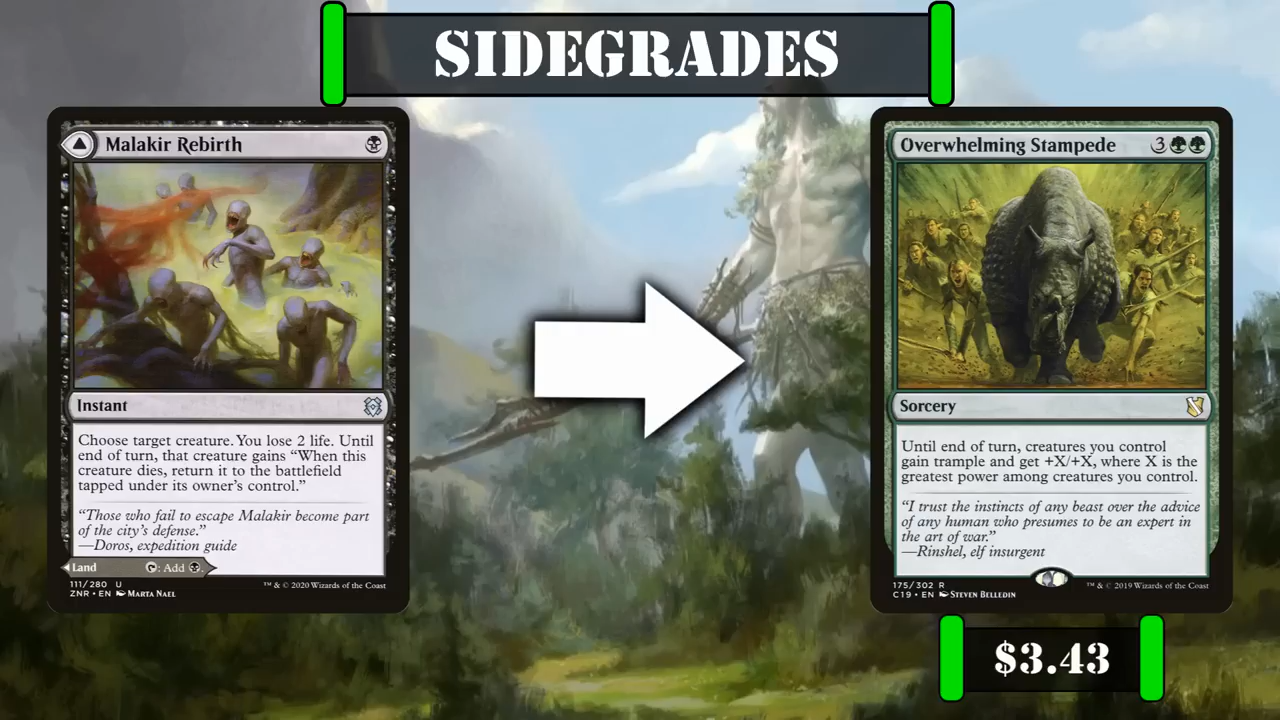 SIDEGRADES
Malakir Rebirth
Instant
Choose target creature. You lose 2 life. Until
end of turn, that creature gains “When this
creature dies, return it to the battlefield
tapped under its owner’s control.”
“Those who fail to escape Malakir become part
of the city’s defense.”
—Doros, expedition guide
Land : Add .
111/280 U
ZNR • EN Marta Nael
™ & © 2020 Wizards of the Coast
Overwhelming Stampede 3
Sorcery
Until end of turn, creatures you control
gain trample and get +X/+X, where X is the
greatest power among creatures you control.
“I trust the instincts of any beast over the advice
of any human who presumes to be an expert in
the art of war.”
—Rinshel, elf insurgent
175/302 R
C19 • EN Steven Belledin
™ & © 2019 Wizards of the Coast
$3.43